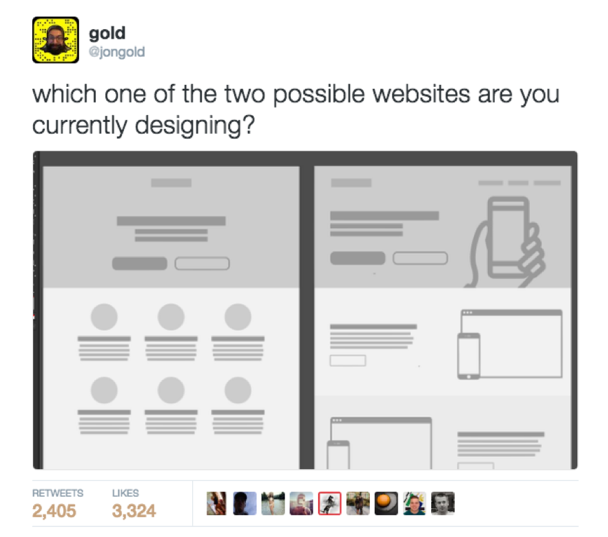 gold
@jongold
which one of the two possible websites are you
currently designing?
RETWEETS LIKES
2,405 3,324